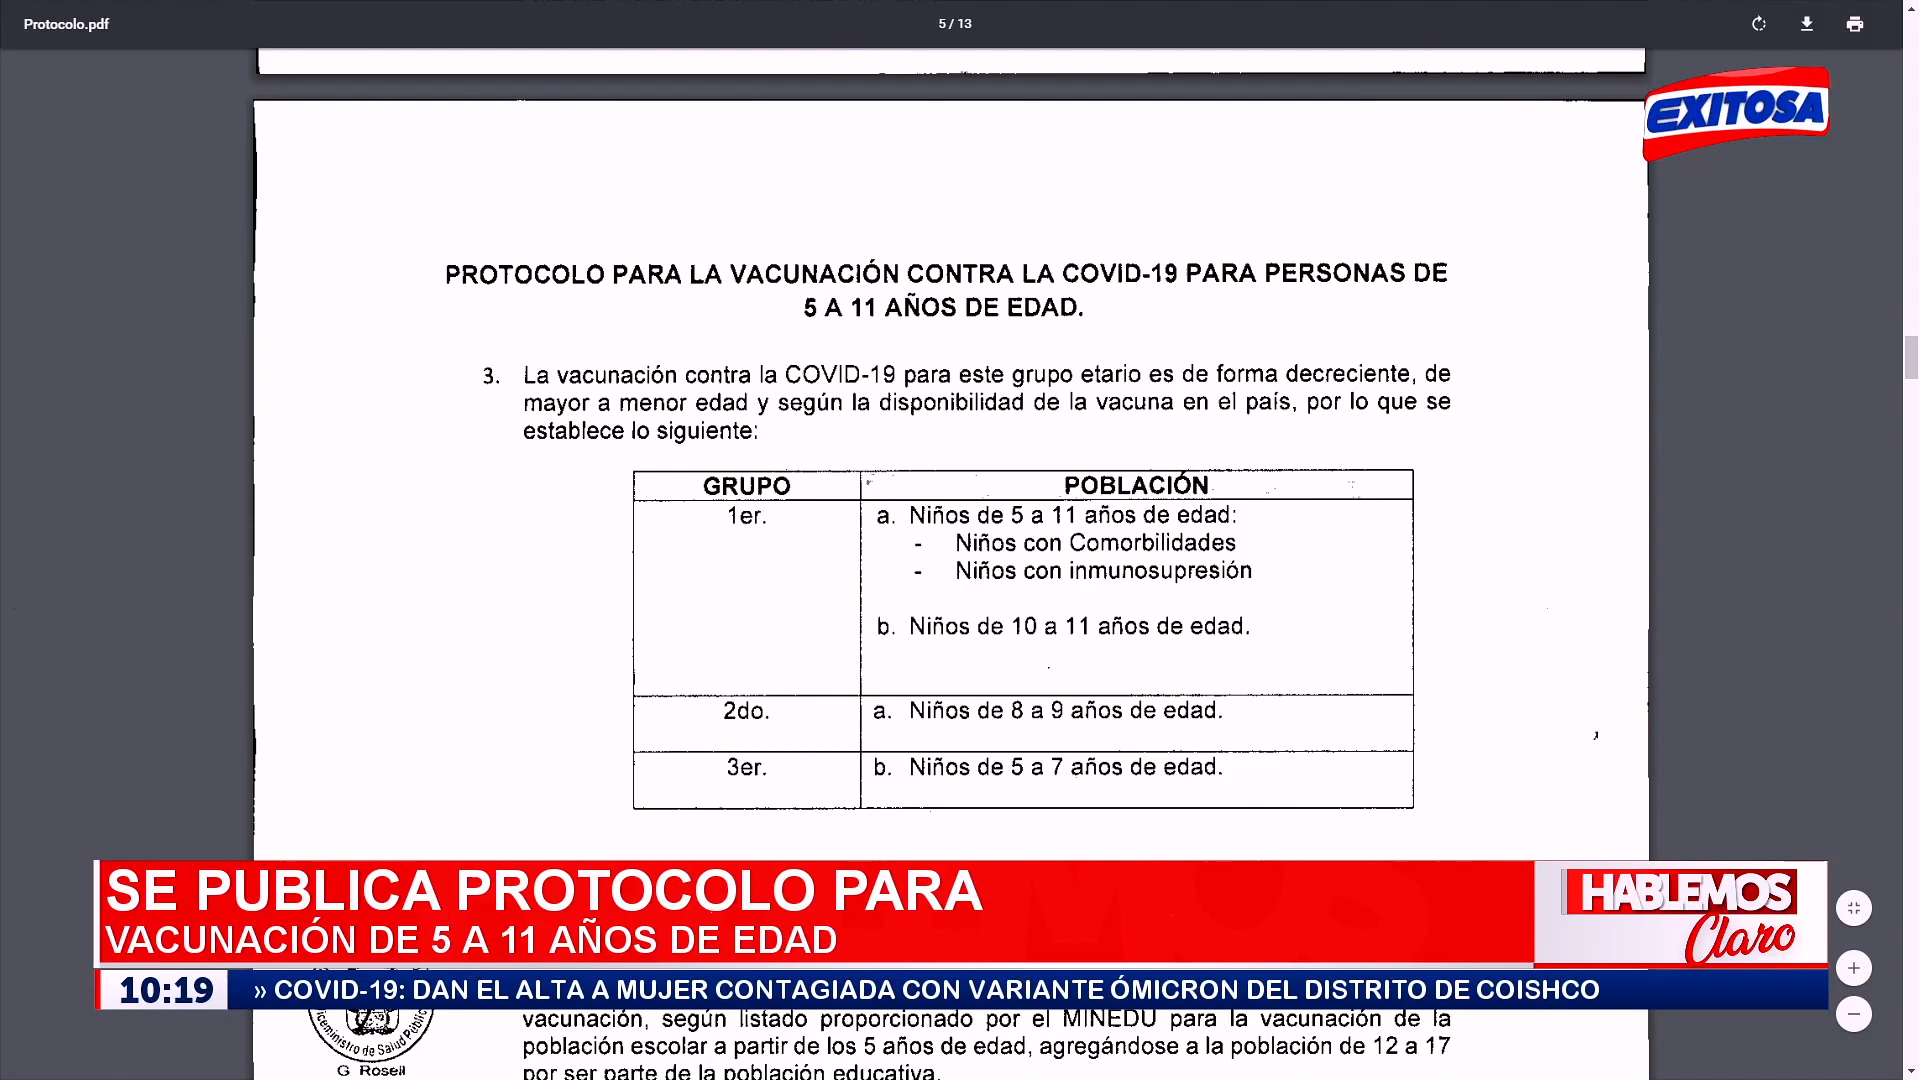 Protocolo.pdf
5 / 13
EXITOSA
PROTOCOLO PARA LA VACUNACIÓN CONTRA LA COVID-19 PARA PERSONAS DE
5 A 11 AÑOS DE EDAD.
3. La vacunación contra la COVID-19 para este grupo etario es de forma decreciente, de
mayor a menor edad y según la disponibilidad de la vacuna en el país, por lo que se
establece lo siguiente:
GRUPO POBLACIÓN
1er. a. Niños de 5 a 11 años de edad:
- Niños con Comorbilidades
- Niños con inmunosupresión
b. Niños de 10 a 11 años de edad.
2do. a. Niños de 8 a 9 años de edad.
3er. b. Niños de 5 a 7 años de edad.
SE PUBLICA PROTOCOLO PARA
VACUNACIÓN DE 5 A 11 AÑOS DE EDAD
HABLEMOS
Claro
10:19 » COVID-19: DAN EL ALTA A MUJER CONTAGIADA CON VARIANTE ÓMICRON DEL DISTRITO DE COISHCO
vacunación, según listado proporcionado por el MINEDU para la vacunación de la
población escolar a partir de los 5 años de edad, agregándose a la población de 12 a 17
por ser parte de la población educativa.
Viceministro de Salud Pública
G Rosell